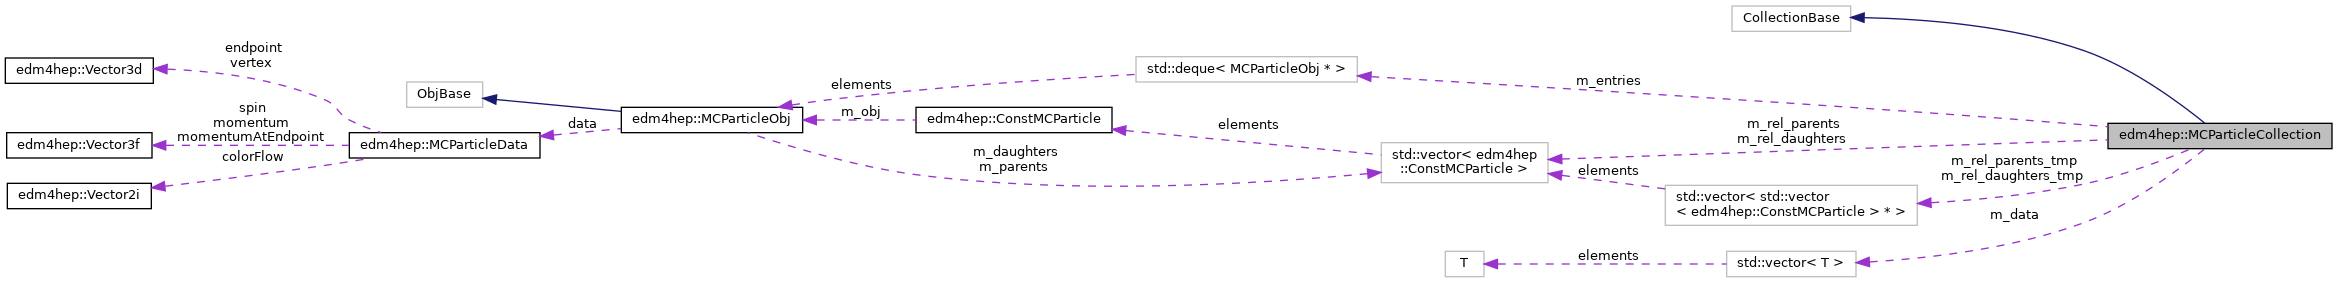 CollectionBase
endpoint
vertex
edm4hep::Vector3d
std::deque< MCParticleObj * >
m_entries
elements
ObjBase
spin
momentum
momentumAtEndpoint
edm4hep::MCParticleObj
m_obj
edm4hep::ConstMCParticle
elements
m_rel_parents
m_rel_daughters
edm4hep::MCParticleCollection
data
edm4hep::Vector3f
edm4hep::MCParticleData
colorFlow
m_daughters
m_parents
std::vector< edm4hep
::ConstMCParticle >
m_rel_parents_tmp
m_rel_daughters_tmp
elements
edm4hep::Vector2i
std::vector< std::vector
< edm4hep::ConstMCParticle > * >
m_data
T
elements
std::vector< T >